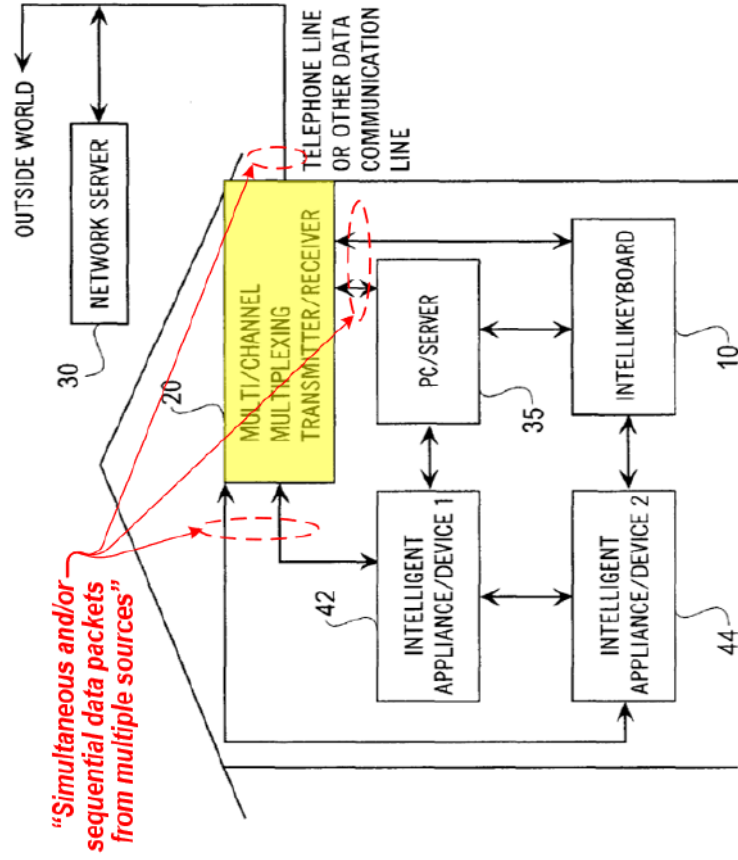 “Simultaneous and/or
sequential data packets
from multiple sources”
OUTSIDE WORLD
NETWORK SERVER
30
TELEPHONE LINE
OR OTHER DATA
COMMUNICATION
LINE
20
MULTI/CHANNEL
MULTIPLEXING
TRANSMITTER/RECEIVER
PC/SERVER
35
INTELLIKEYBOARD
10
42
INTELLIGENT
APPLIANCE/DEVICE 1
INTELLIGENT
APPLIANCE/DEVICE 2
44